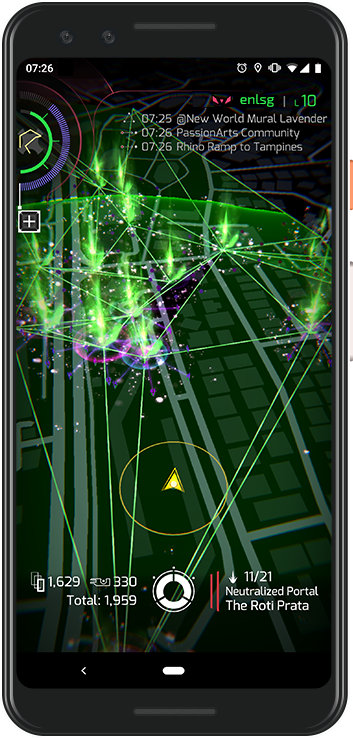 07:26
enlsg | L10
07:25 @New World Mural Lavender
07:26 PassionArts Community
07:26 Rhino Ramp to Tampines
1,629 330
Total: 1,959
11/21
Neutralized Portal
The Roti Prata